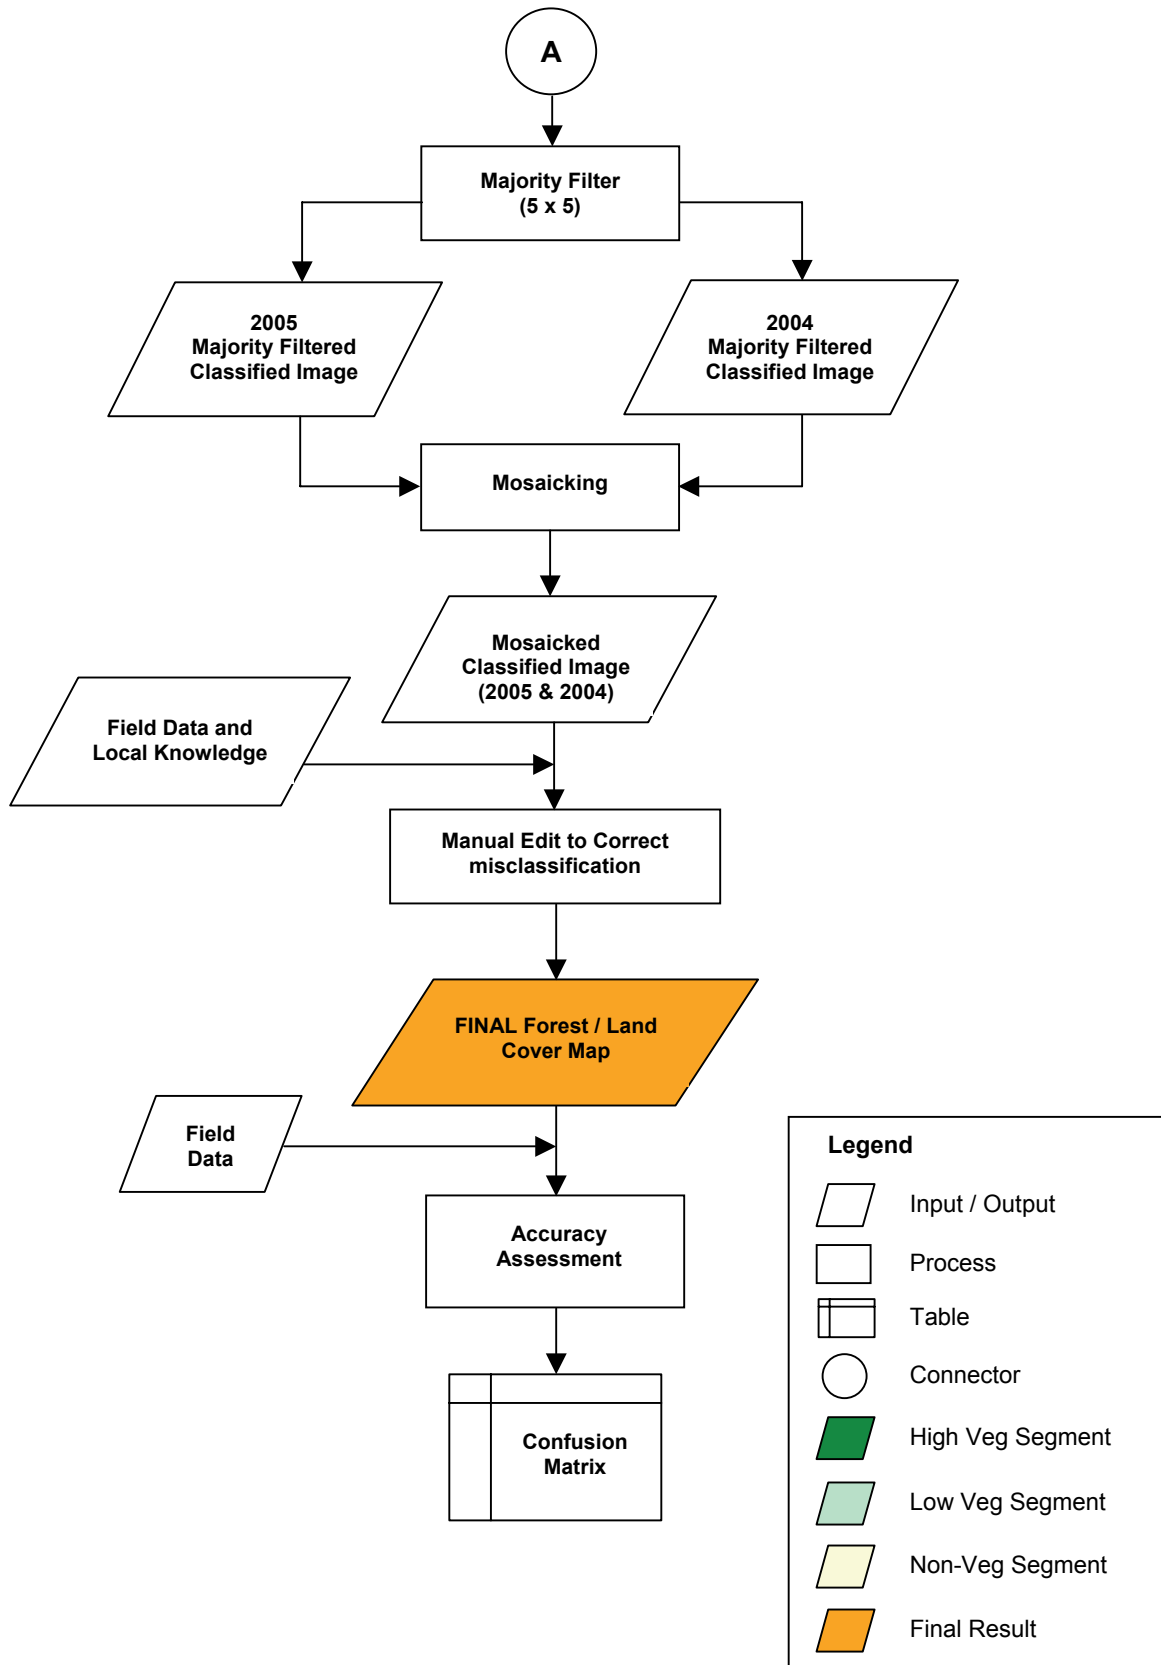 A
Majority Filter
(5 x 5)
2005
Majority Filtered
Classified Image
2004
Majority Filtered
Classified Image
Mosaicking
Mosaicked
Classified Image
(2005 & 2004)
Field Data and
Local Knowledge
Manual Edit to Correct
misclassification
FINAL Forest / Land
Cover Map
Field
Data
Accuracy
Assessment
Confusion
Matrix
Legend
Input / Output
Process
Table
Connector
High Veg Segment
Low Veg Segment
Non-Veg Segment
Final Result